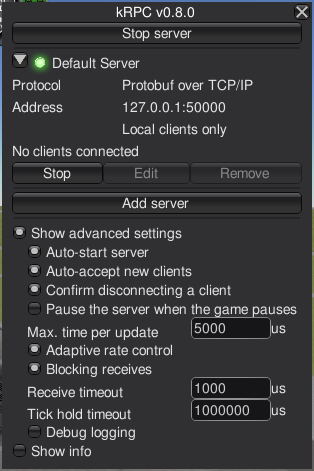 kRPC v0.8.0
Stop server
Default Server
Protocol Protobuf over TCP/IP
Address 127.0.0.1:50000
Local clients only
No clients connected
Stop Edit Remove
Add server
Show advanced settings
Auto-start server
Auto-accept new clients
Confirm disconnecting a client
Pause the server when the game pauses
Max. time per update 5000 us
Adaptive rate control
Blocking receives
Receive timeout 1000 us
Tick hold timeout 1000000 us
Debug logging
Show info